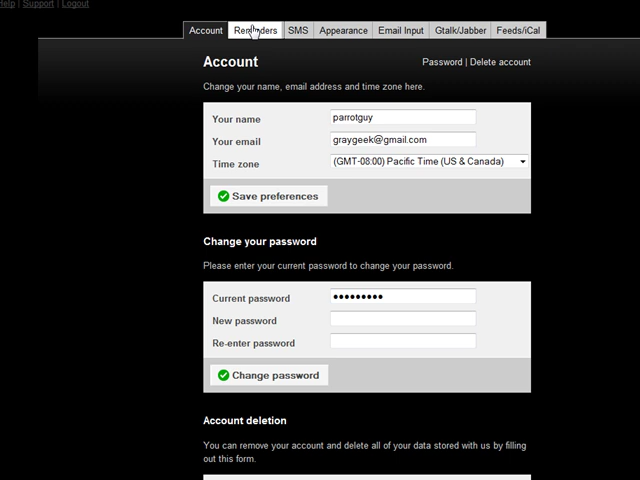 Help | Support | Logout
Account Reminders SMS Appearance Email Input Gtalk/Jabber Feeds/iCal
Account
Password | Delete account
Change your name, email address and time zone here.
Your name parrotguy
Your email graygeek@gmail.com
Time zone (GMT-08:00) Pacific Time (US & Canada)
Save preferences
Change your password
Please enter your current password to change your password.
Current password •••••••••
New password
Re-enter password
Change password
Account deletion
You can remove your account and delete all of your data stored with us by filling
out this form.